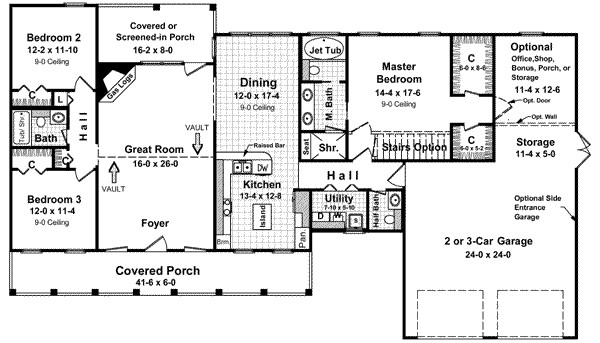 Bedroom 2
12-2 x 11-10
9-0 Ceiling
C
L
Hall
Tub/ Shr.
Bath
C
C
Bedroom 3
12-0 x 11-4
9-0 Ceiling
Covered or
Screened-in Porch
16-2 x 8-0
Gas Logs
VAULT
Great Room
16-0 x 26-0
VAULT
Foyer
Covered Porch
41-6 x 6-0
Dining
12-0 x 17-4
9-0 Ceiling
Raised Bar
DW
Kitchen
13-4 x 12-8
Island
Brm.
Pan.
Jet Tub
M. Bath
Seat
Shr.
Master
Bedroom
14-4 x 17-6
9-0 Ceiling
C
6-0 x 8-6
C
6-0 x 5-2
Stairs Option
Hall
Utility
7-10 x 6-10
D
W
S
Half Bath
Optional
Office,Shop,
Bonus, Porch, or
Storage
11-4 x 12-6
Opt. Door
Opt. Wall
Storage
11-4 x 5-0
Optional Side
Entrance
Garage
2 or 3-Car Garage
24-0 x 24-0